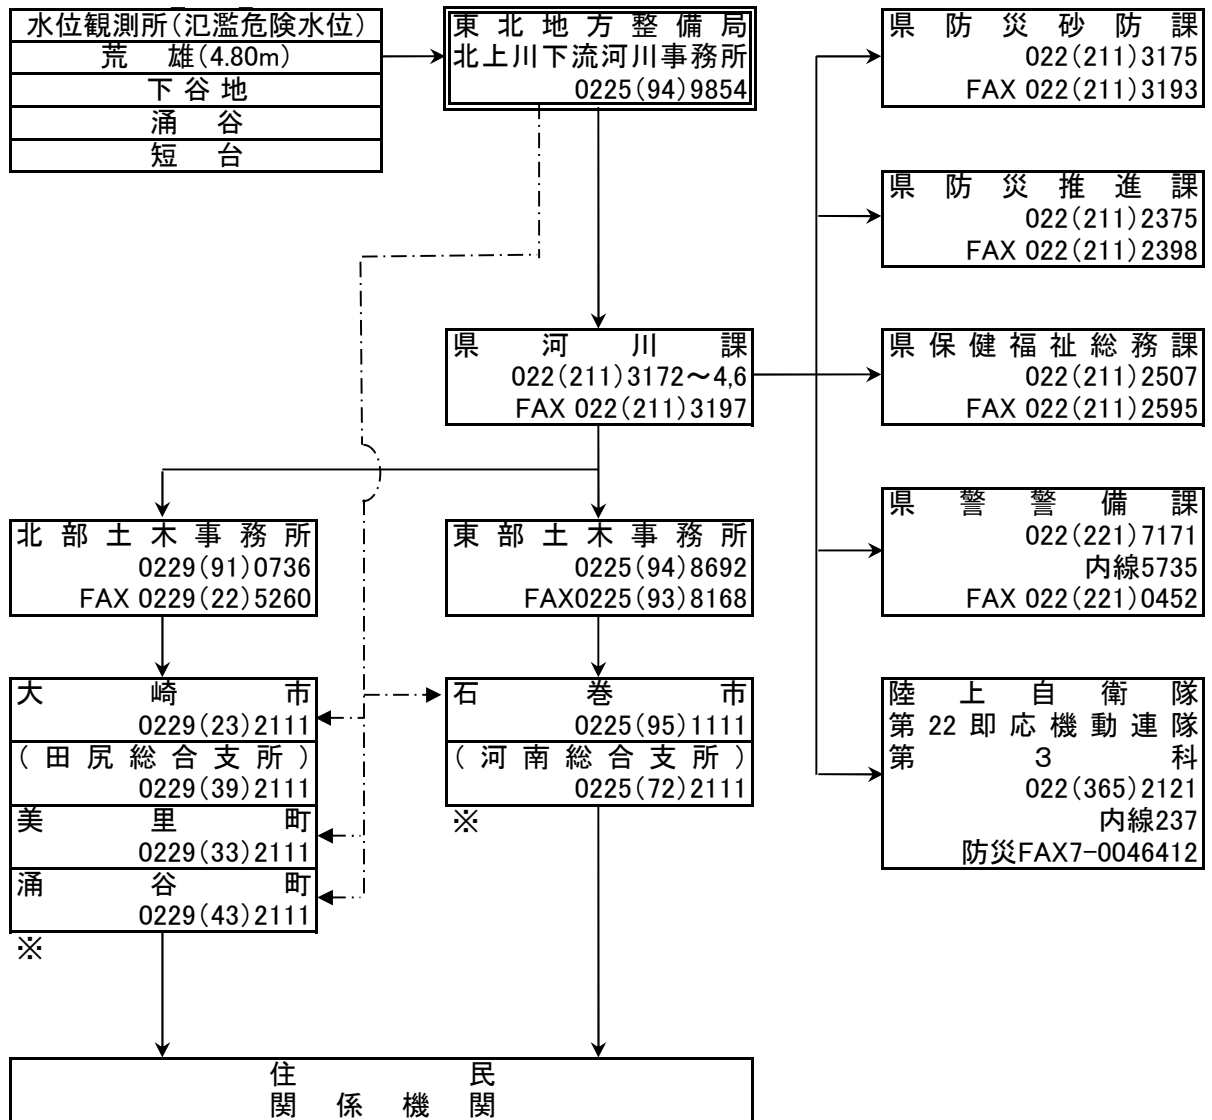 水位観測所(氾濫危険水位)
荒　雄(4.80m)
下谷地
涌　谷
短　台
東北地方整備局
北上川下流河川事務所
0225(94)9854
県防災砂防課
022(211)3175
FAX 022(211)3193
県防災推進課
022(211)2375
FAX 022(211)2398
県河川課
022(211)3172～4,6
FAX 022(211)3197
県保健福祉総務課
022(211)2507
FAX 022(211)2595
県警警備課
022(221)7171
内線5735
FAX 022(221)0452
北部土木事務所
0229(91)0736
FAX 0229(22)5260
東部土木事務所
0225(94)8692
FAX0225(93)8168
大崎市
0229(23)2111
(田尻総合支所)
0229(39)2111
美里町
0229(33)2111
涌谷町
0229(43)2111
※
石巻市
0225(95)1111
(河南総合支所)
0225(72)2111
※
陸上自衛隊
第22即応機動連隊
第3科
022(365)2121
内線237
防災FAX7-0046412
住民
関係機関